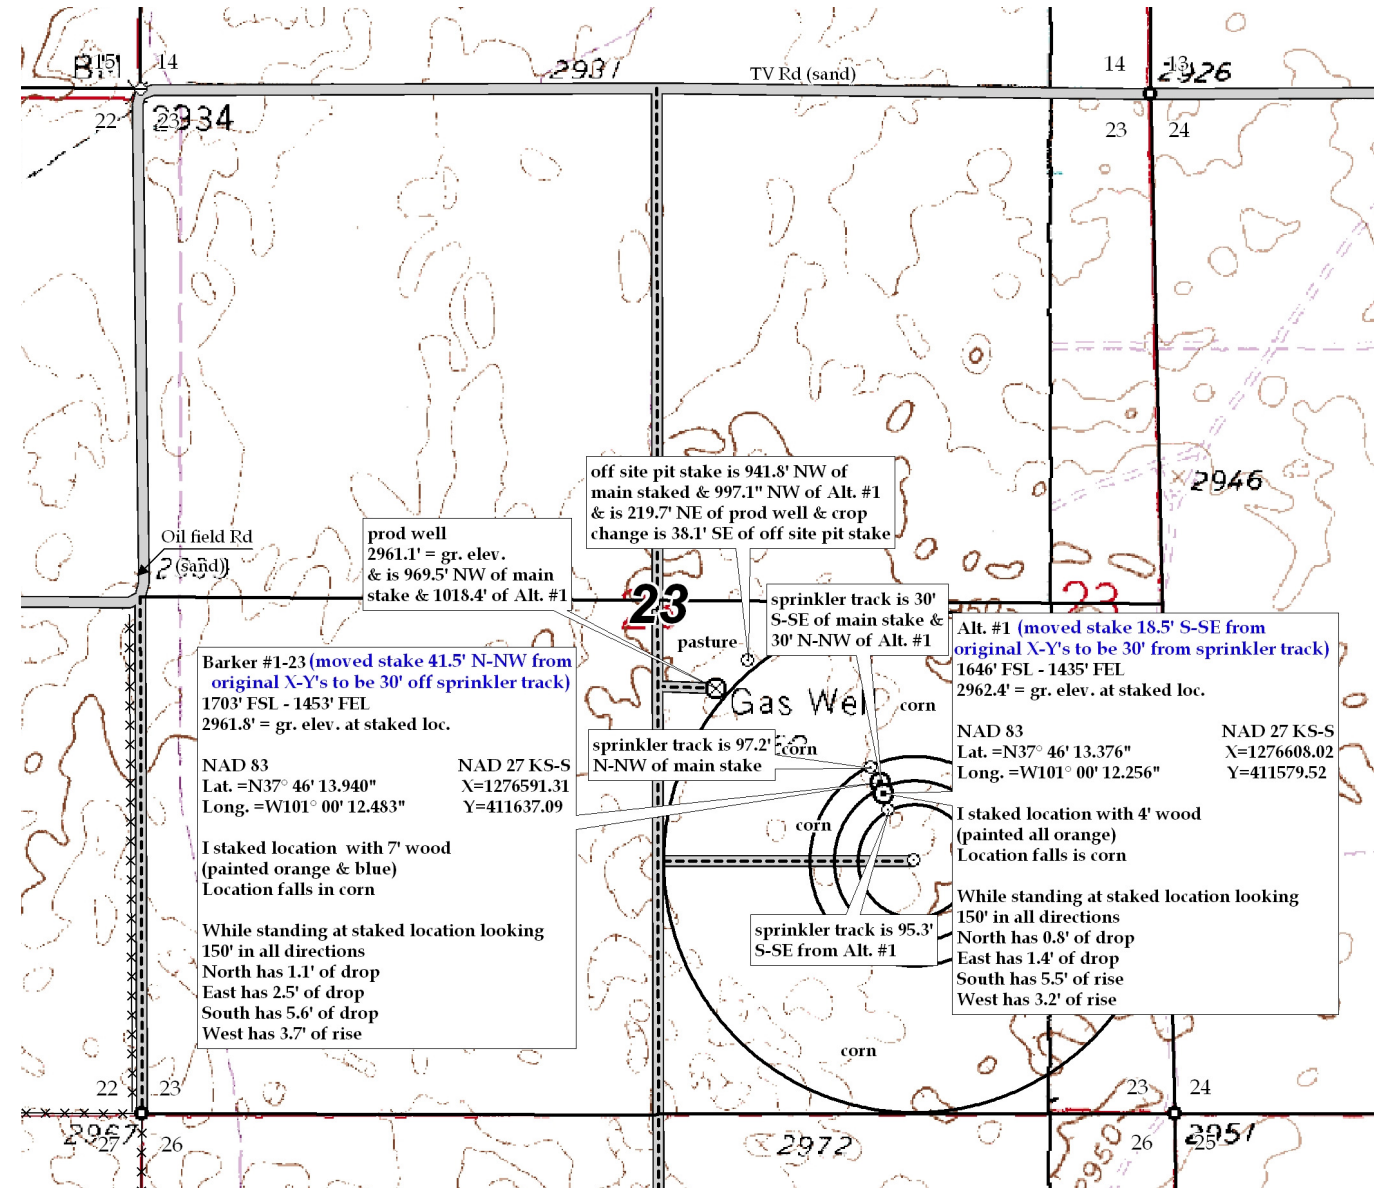 15
14
2931
TV Rd (sand)
14
13
2926
22
23
2934
23
24
2946
off site pit stake is 941.8' NW of
main staked & 997.1" NW of Alt. #1
& is 219.7' NE of prod well & crop
change is 38.1' SE of off site pit stake
prod well
2961.1' = gr. elev.
& is 969.5' NW of main
stake & 1018.4' of Alt. #1
Oil field Rd
(sand)
23
23
sprinkler track is 30'
S-SE of main stake &
30' N-NW of Alt. #1
pasture
Gas Wel
corn
Barker #1-23 (moved stake 41.5' N-NW from
original X-Y's to be 30' off sprinkler track)
1703' FSL - 1453' FEL
2961.8' = gr. elev. at staked loc.
NAD 83
NAD 27 KS-S
Lat. =N37° 46' 13.940"
X=1276591.31
Long. =W101° 00' 12.483"
Y=411637.09
I staked location  with 7' wood
(painted orange & blue)
Location falls in corn
While standing at staked location looking
150' in all directions
North has 1.1' of drop
East has 2.5' of drop
South has 5.6' of drop
West has 3.7' of rise
Alt. #1 (moved stake 18.5' S-SE from
original X-Y's to be 30' from sprinkler track)
1646' FSL - 1435' FEL
2962.4' = gr. elev. at staked loc.
NAD 83
NAD 27 KS-S
Lat. =N37° 46' 13.376"
X=1276608.02
Long. =W101° 00' 12.256"
Y=411579.52
I staked location with 4' wood
(painted all orange)
Location falls is corn
While standing at staked location looking
150' in all directions
North has 0.8' of drop
East has 1.4' of drop
South has 5.5' of rise
West has 3.2' of rise
sprinkler track is 97.2'
N-NW of main stake
corn
corn
sprinkler track is 95.3'
S-SE from Alt. #1
corn
22
23
23
24
2967
27
26
2972
26
25
2951
2950